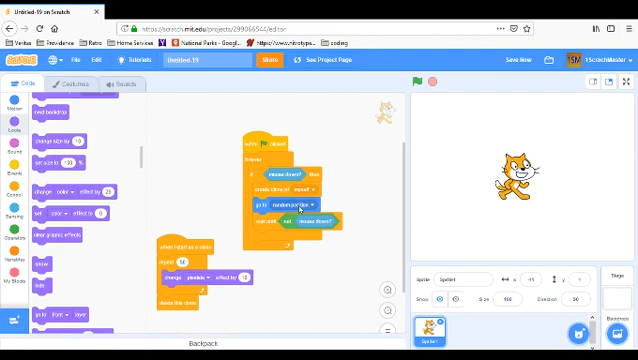 Untitled-19 on Scratch
https://scratch.mit.edu/projects/299066544/editor
Veritas
Providence
Retro
Home Services
National Parks - Googl...
https://www.nitrotype...
coding
SCRATCH
File
Edit
Tutorials
Untitled-19
Share
See Project Page
Save Now
1ScrechMaster
Code
Costumes
Sounds
Motion
Looks
Sound
Events
Control
Sensing
Operators
Variables
My Blocks
next backdrop
change size by 10
set size to 100 %
change color effect by 25
set color effect to 0
clear graphic effects
show
hide
go to front layer
when clicked
forever
if mouse down? then
create clone of myself
go to random position
wait until not mouse down?
when I start as a clone
repeat 50
change pixelate effect by 10
delete this clone
Sprite
Sprite1
x
y
Show
Size
Direction
90
Stage
Backdrops
Sprite1
Backpack